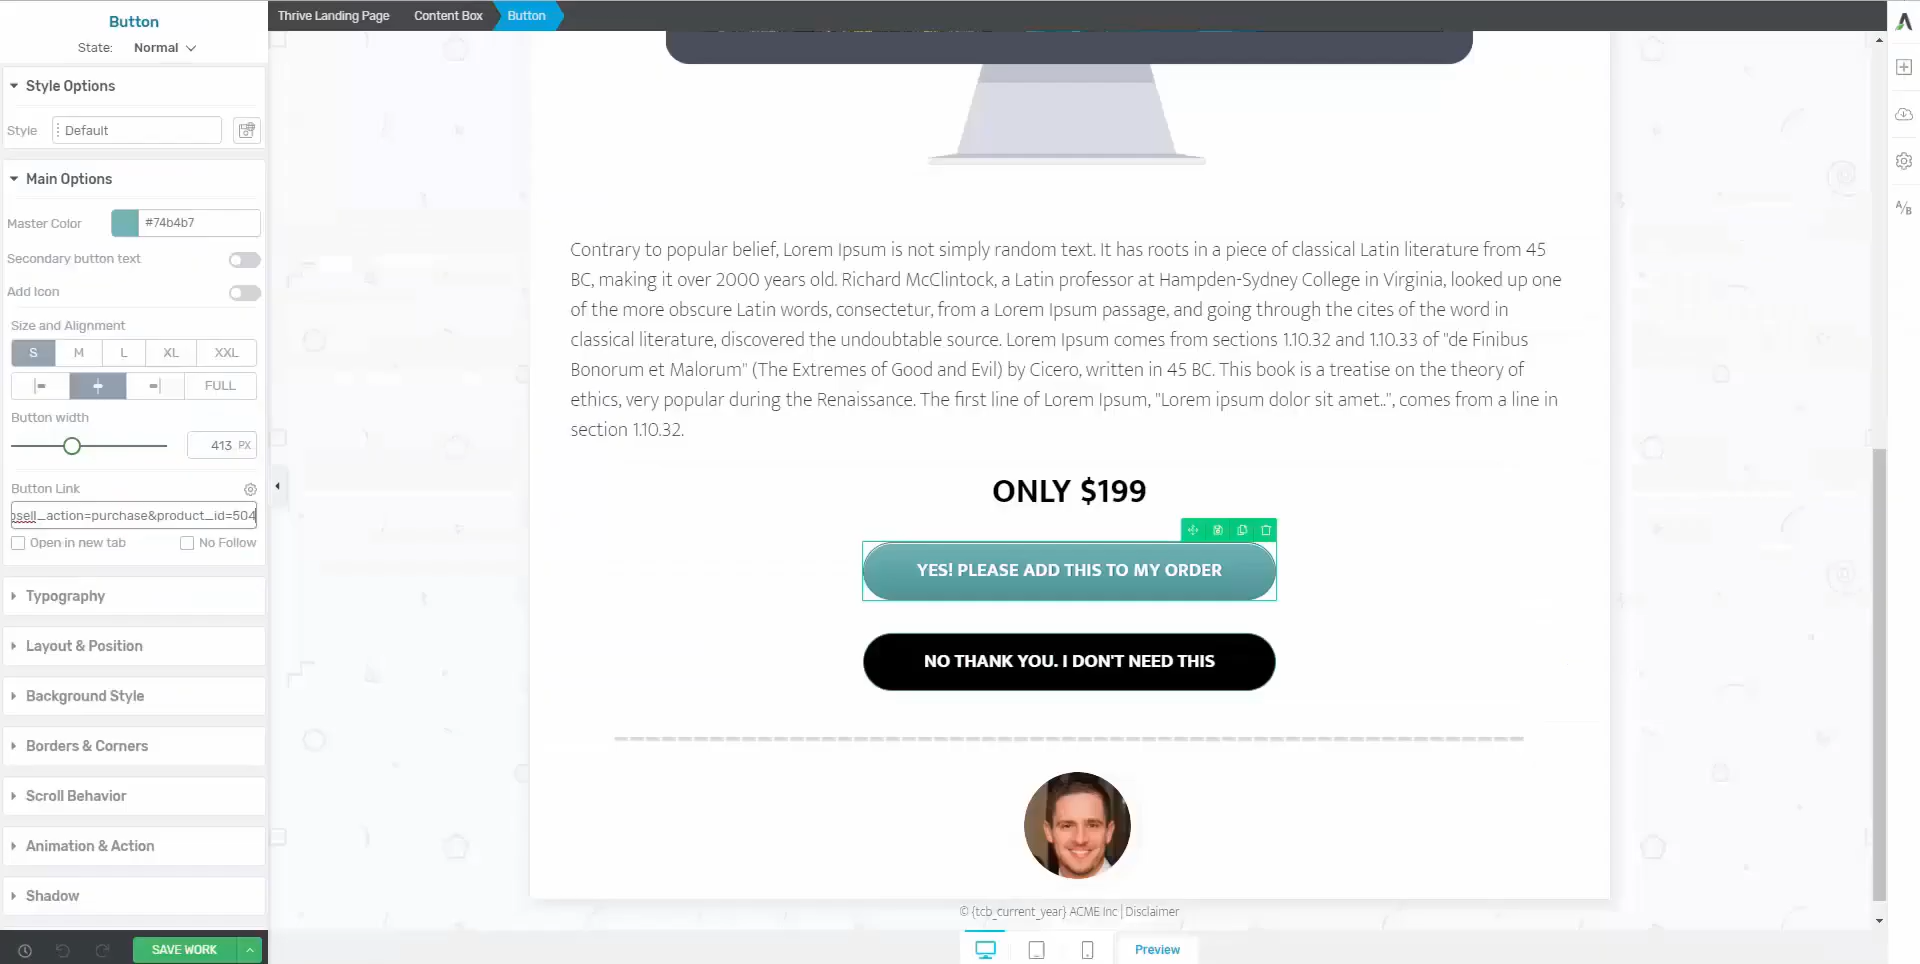 Button
Thrive Landing Page
Content Box
Button
State: Normal
Style Options
Style
Default
Main Options
Master Color
#74b4b7
Secondary button text
Add Icon
Size and Alignment
S
M
L
XL
XXL
FULL
Button width
413 PX
Button Link
sell_action=purchase&product_id=504
Open in new tab
No Follow
Typography
Layout & Position
Background Style
Borders & Corners
Scroll Behavior
Animation & Action
Shadow
SAVE WORK
Contrary to popular belief, Lorem Ipsum is not simply random text. It has roots in a piece of classical Latin literature from 45
BC, making it over 2000 years old. Richard McClintock, a Latin professor at Hampden-Sydney College in Virginia, looked up one
of the more obscure Latin words, consectetur, from a Lorem Ipsum passage, and going through the cites of the word in
classical literature, discovered the undoubtable source. Lorem Ipsum comes from sections 1.10.32 and 1.10.33 of "de Finibus
Bonorum et Malorum" (The Extremes of Good and Evil) by Cicero, written in 45 BC. This book is a treatise on the theory of
ethics, very popular during the Renaissance. The first line of Lorem Ipsum, "Lorem ipsum dolor sit amet..", comes from a line in
section 1.10.32.
ONLY $199
YES! PLEASE ADD THIS TO MY ORDER
NO THANK YOU. I DON'T NEED THIS
© {tcb_current_year} ACME Inc | Disclaimer
Preview
A/B